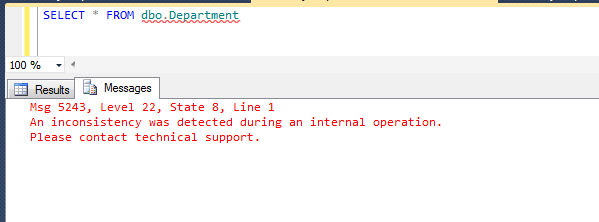 SELECT * FROM dbo.Department
100 %
Results Messages
Msg 5243, Level 22, State 8, Line 1
An inconsistency was detected during an internal operation.
Please contact technical support.